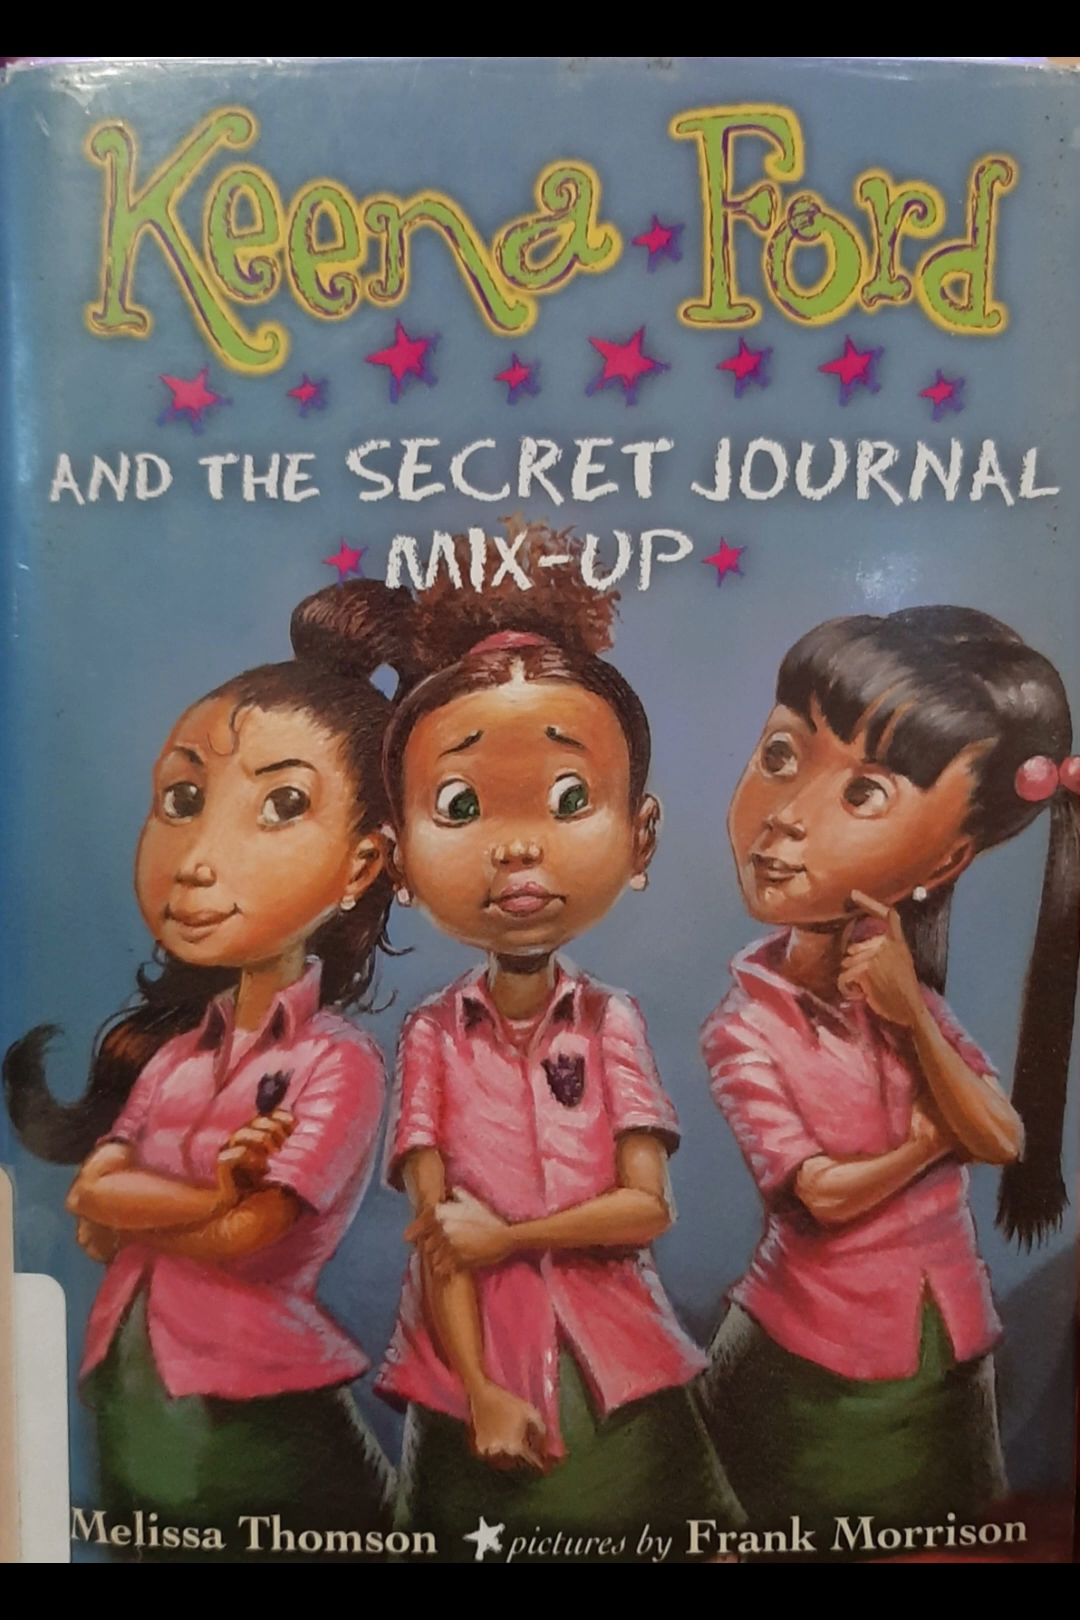 Keena Ford
AND THE SECRET JOURNAL
MIX-UP
Melissa Thomson pictures by Frank Morrison